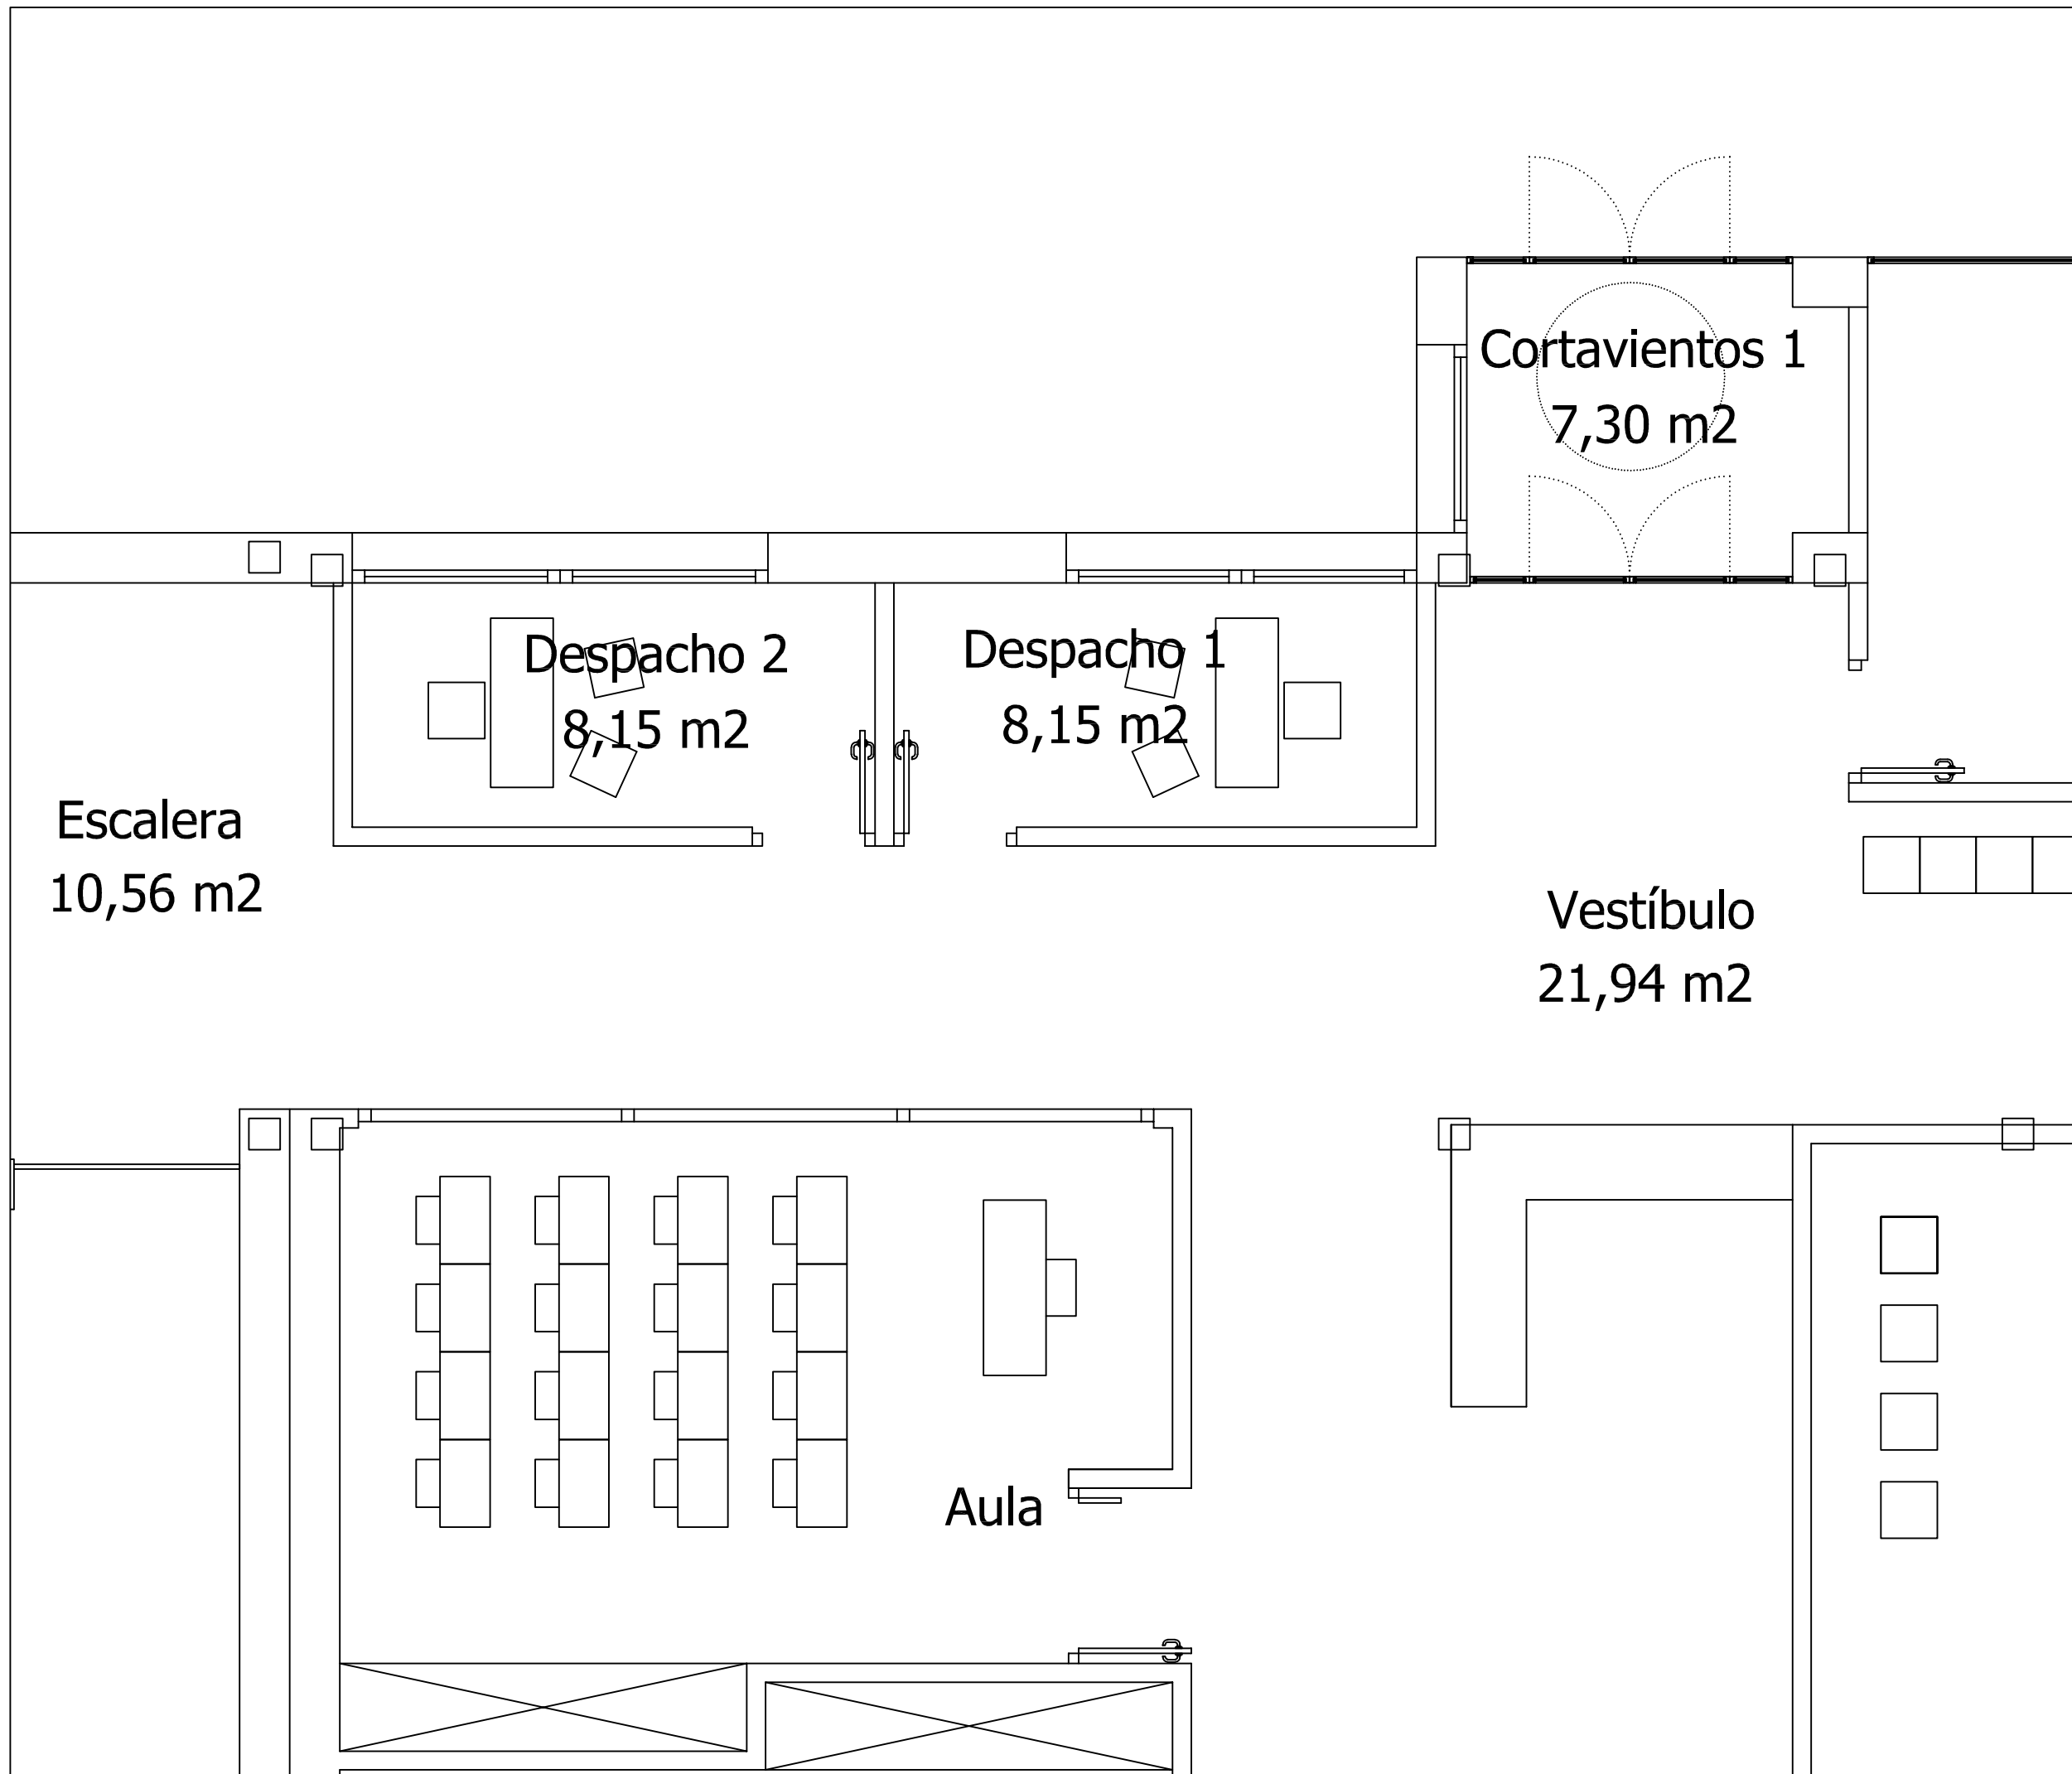 Cortavientos 1
7,30 m2
Despacho 2
8,15 m2
Despacho 1
8,15 m2
Escalera
10,56 m2
Vestíbulo
21,94 m2
Aula